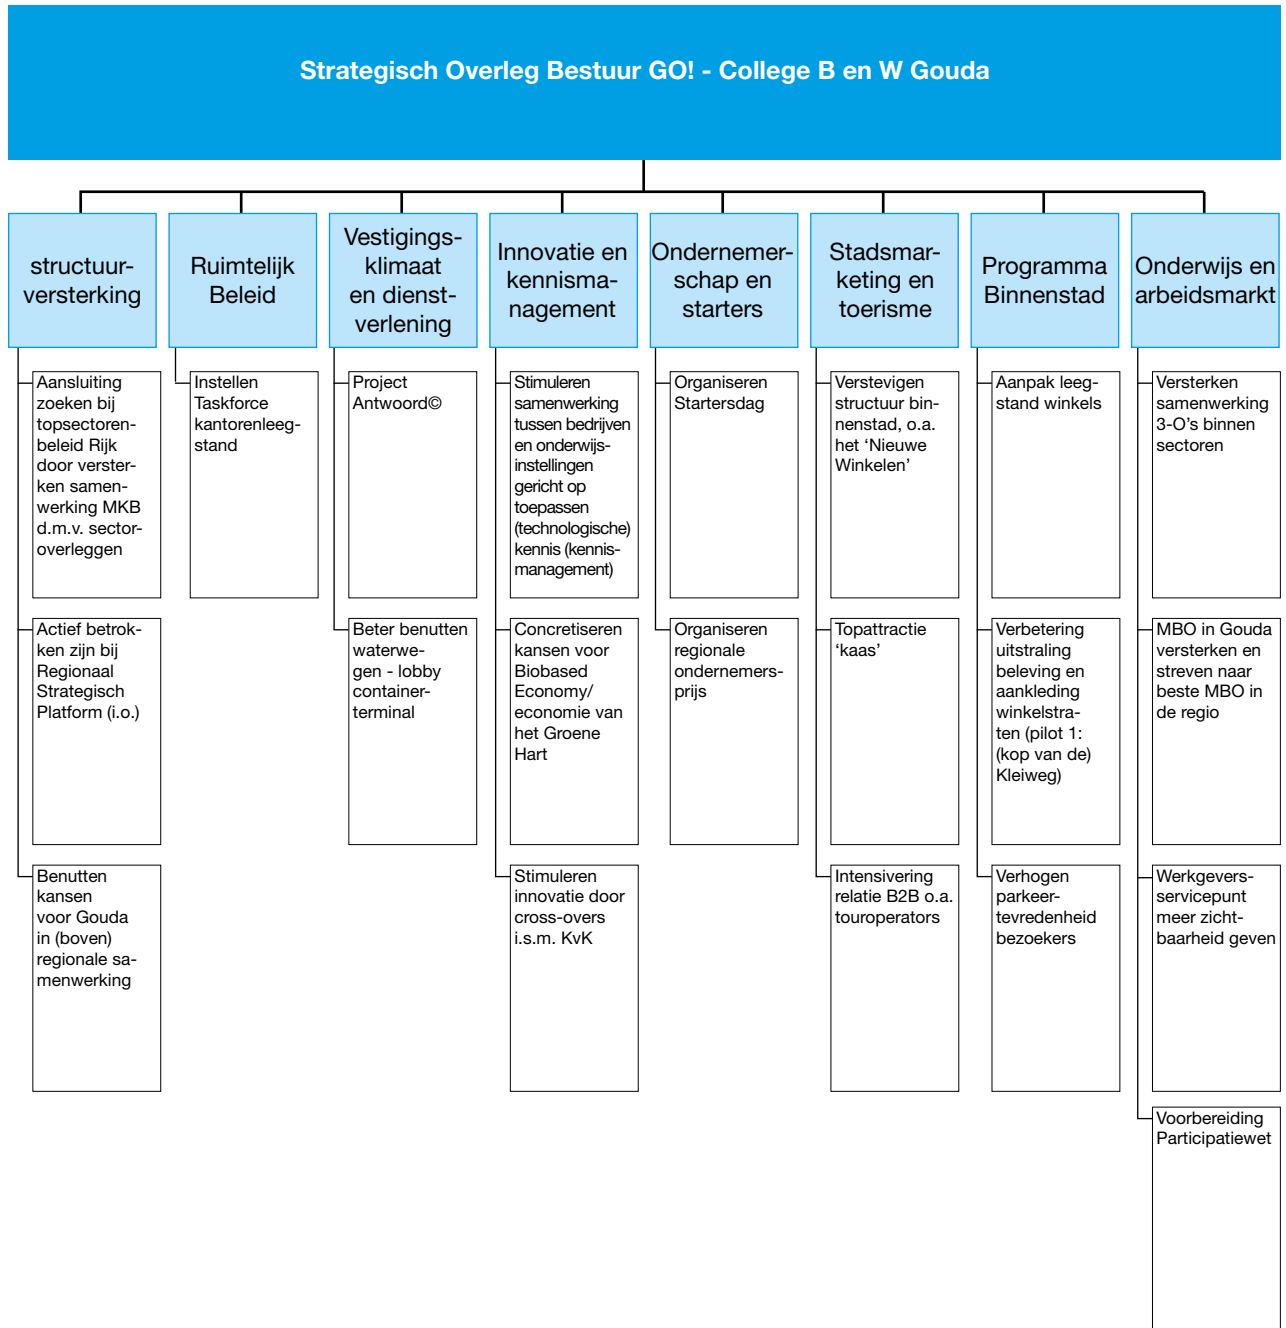 Strategisch Overleg Bestuur GO! - College B en W Gouda
structuur-
versterking
Aansluiting
zoeken bij
topsectoren-
beleid Rijk
door verster-
ken samen-
werking MKB
d.m.v. sector-
overleggen
Actief betrok-
ken zijn bij
Regionaal
Strategisch
Platform (i.o.)
Benutten
kansen
voor Gouda
in (boven)
regionale sa-
menwerking
Ruimtelijk
Beleid
Instellen
Taskforce
kantorenleeg-
stand
Vestigings-
klimaat
en dienst-
verlening
Project
Antwoord©
Beter benutten
waterwe-
gen - lobby
container-
terminal
Innovatie en
kennisma-
nagement
Stimuleren
samenwerking
tussen bedrijven
en onderwijs-
instellingen
gericht op
toepassen
(technologische)
kennis (kennis-
management)
Concretiseren
kansen voor
Biobased
Economy/
economie van
het Groene
Hart
Stimuleren
innovatie door
cross-overs
i.s.m. KvK
Ondernemer-
schap en
starters
Organiseren
Startersdag
Organiseren
regionale
ondernemers-
prijs
Stadsmar-
keting en
toerisme
Verstevigen
structuur bin-
nenstad, o.a.
het ‘Nieuwe
Winkelen’
Topattractie
‘kaas’
Intensivering
relatie B2B o.a.
touroperators
Programma
Binnenstad
Aanpak leeg-
stand winkels
Verbetering
uitstraling
beleving en
aankleding
winkelstra-
ten (pilot 1:
(kop van de)
Kleiweg)
Verhogen
parkeer-
tevredenheid
bezoekers
Onderwijs en
arbeidsmarkt
Versterken
samenwerking
3-O’s binnen
sectoren
MBO in Gouda
versterken en
streven naar
beste MBO in
de regio
Werkgevers-
servicepunt
meer zicht-
baarheid geven
Voorbereiding
Participatiewet